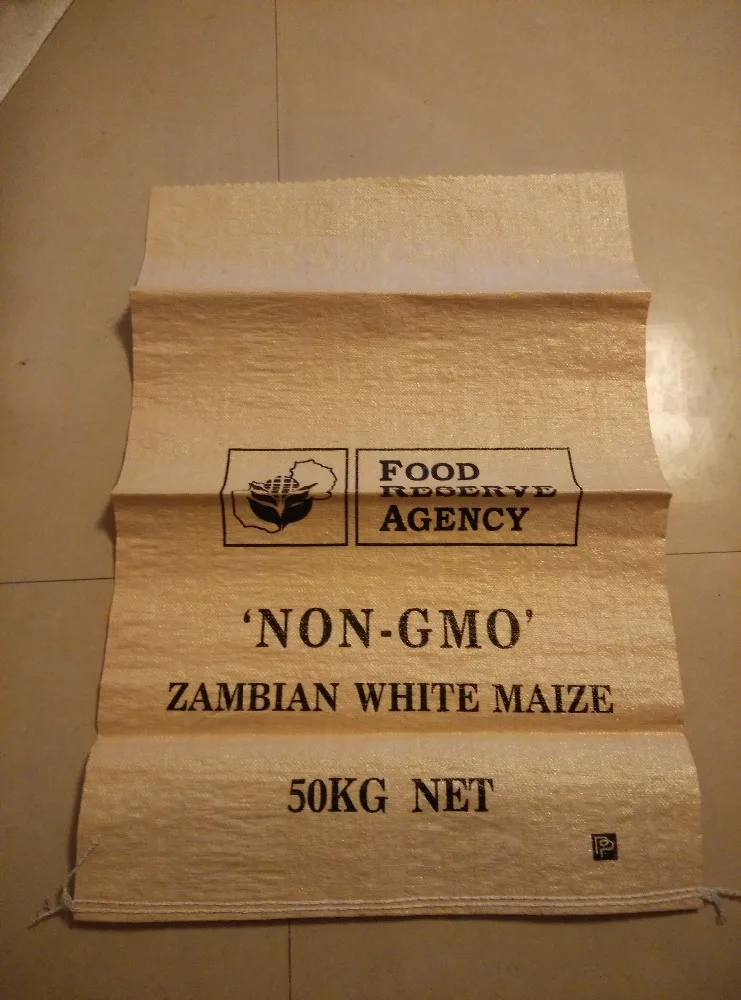 FOOD
RESERVE
AGENCY
'NON-GMO'
ZAMBIAN WHITE MAIZE
50KG NET
PP